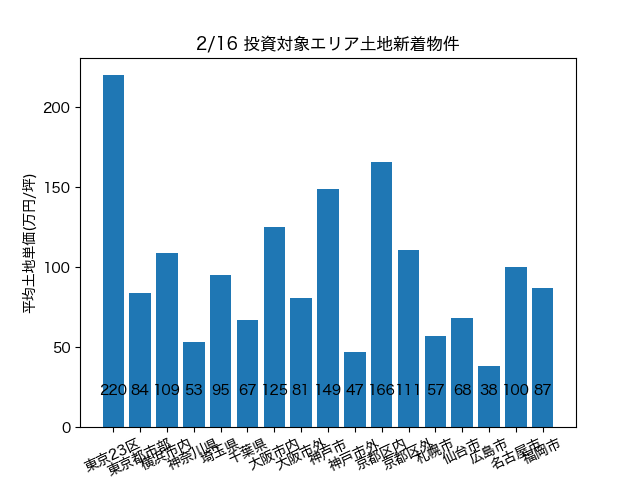 2/16 投資対象エリア土地新着物件
平均土地単価(万円/坪)
200
150
100
50
0
220 84 109 53 95 67 125 81 149 47 166 111 57 68 38 100 87
東京23区
東京都市部
横浜市内
神奈川県
埼玉県
千葉県
大阪市内
大阪市外
神戸市
神戸市外
京都区内
京都区外
札幌市
仙台市
広島市
名古屋市
福岡市